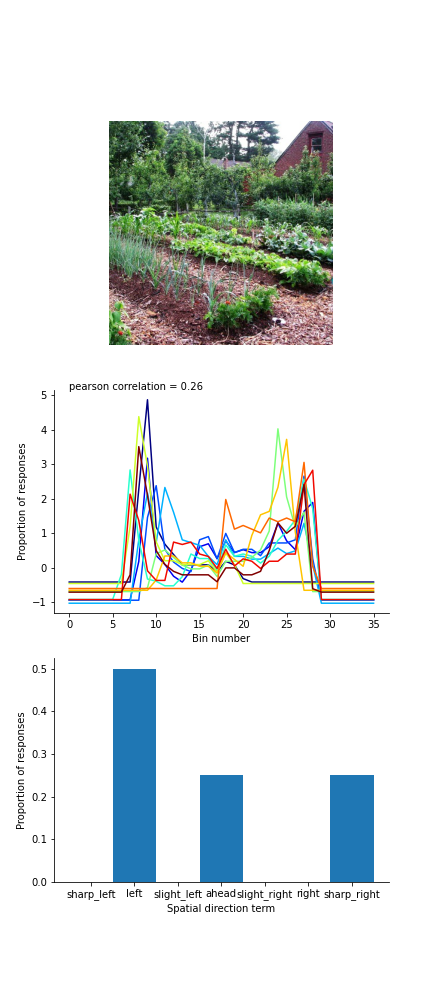 pearson correlation = 0.26
5
4
3
2
1
0
−1
Proportion of responses
0 5 10 15 20 25 30 35
Bin number
0.5
0.4
0.3
0.2
0.1
0.0
Proportion of responses
sharp_left left slight_left ahead slight_right right sharp_right
Spatial direction term